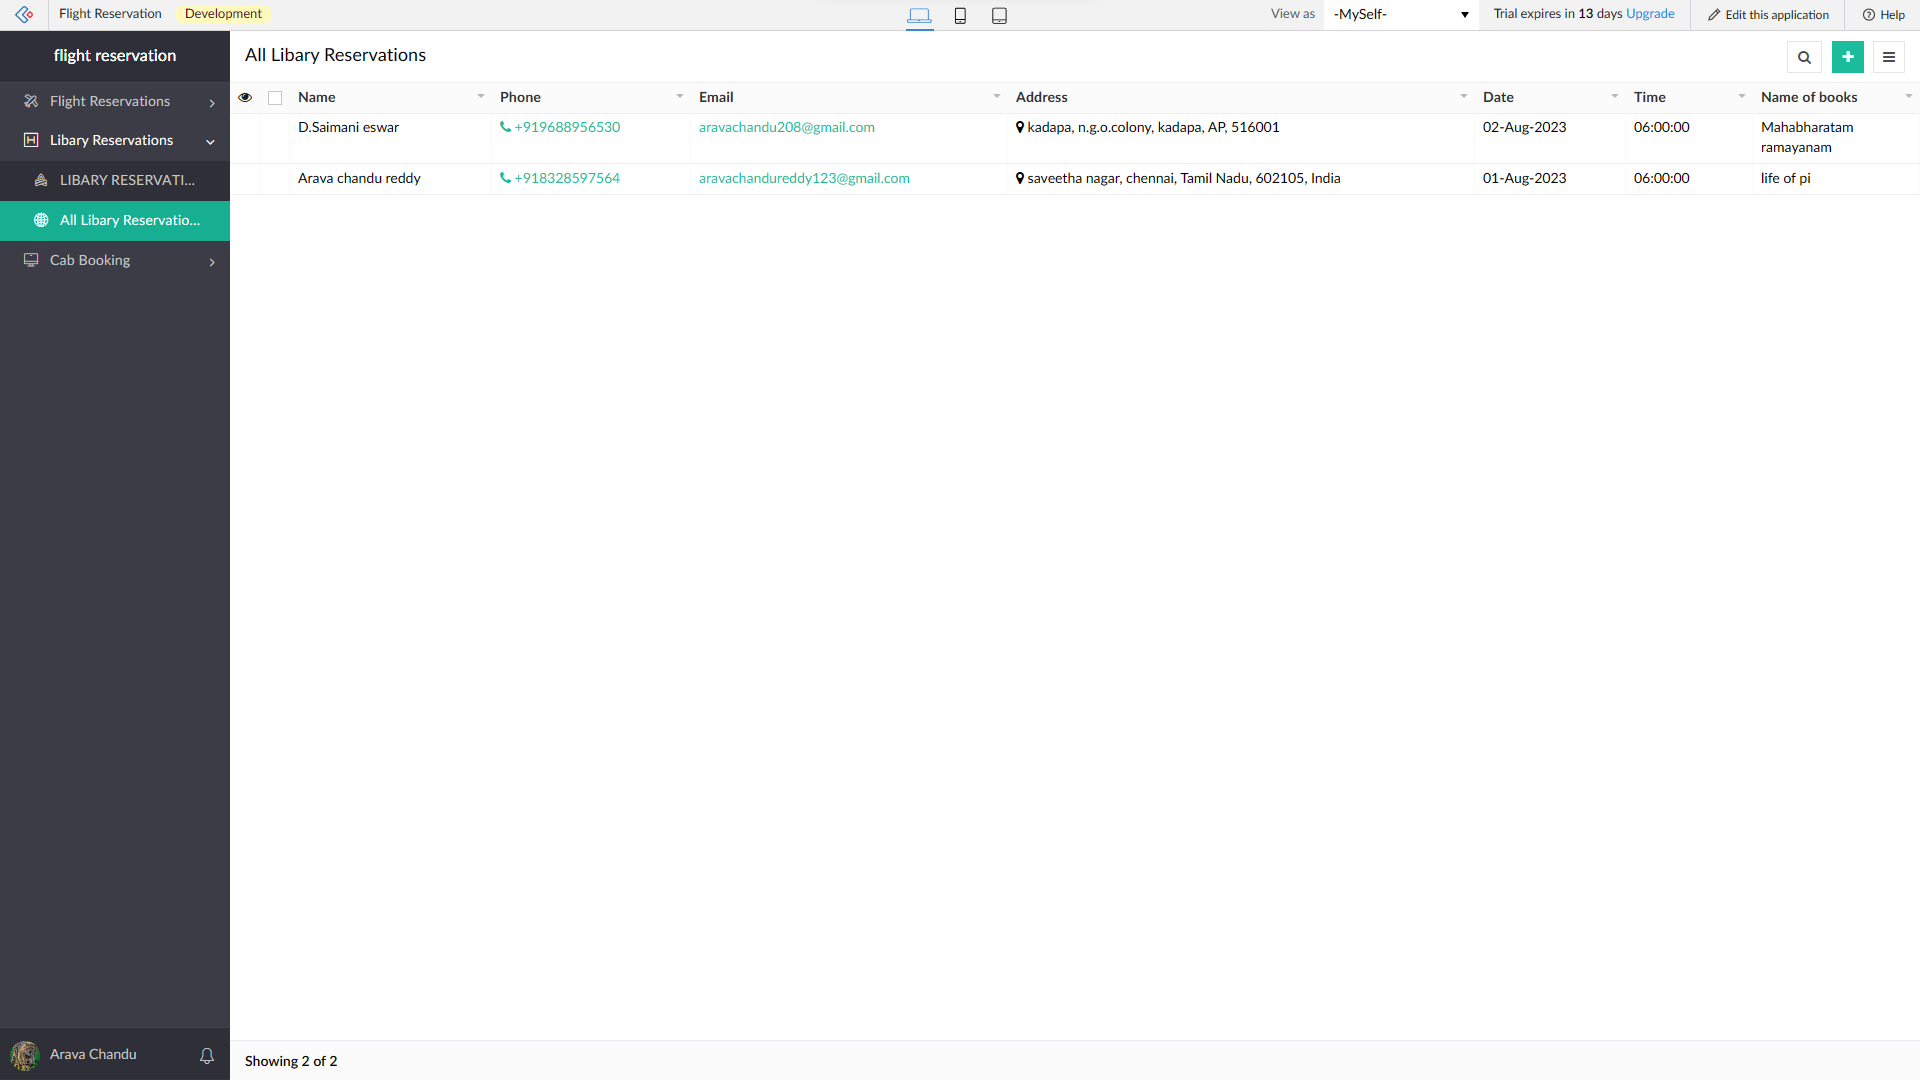 Flight Reservation Development View as -MySelf- Trial expires in 13 days Upgrade Edit this application Help
flight reservation
Flight Reservations
Libary Reservations
LIBARY RESERVATI...
All Libary Reservatio...
Cab Booking
Arava Chandu
All Libary Reservations
Name Phone Email Address Date Time Name of books
D.Saimani eswar +919688956530 aravachandu208@gmail.com kadapa, n.g.o.colony, kadapa, AP, 516001 02-Aug-2023 06:00:00 Mahabharatam
ramayanam
Arava chandu reddy +918328597564 aravachandureddy123@gmail.com saveetha nagar, chennai, Tamil Nadu, 602105, India 01-Aug-2023 06:00:00 life of pi
Showing 2 of 2